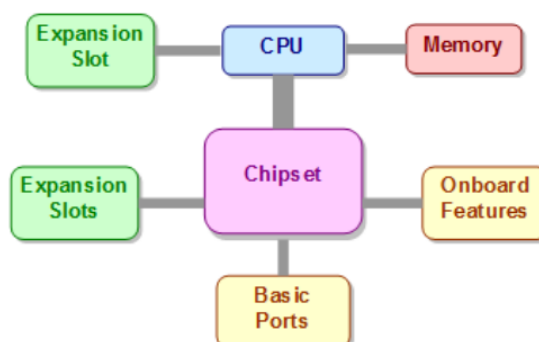 Expansion
Slot
CPU
Memory
Chipset
Expansion
Slots
Onboard
Features
Basic
Ports